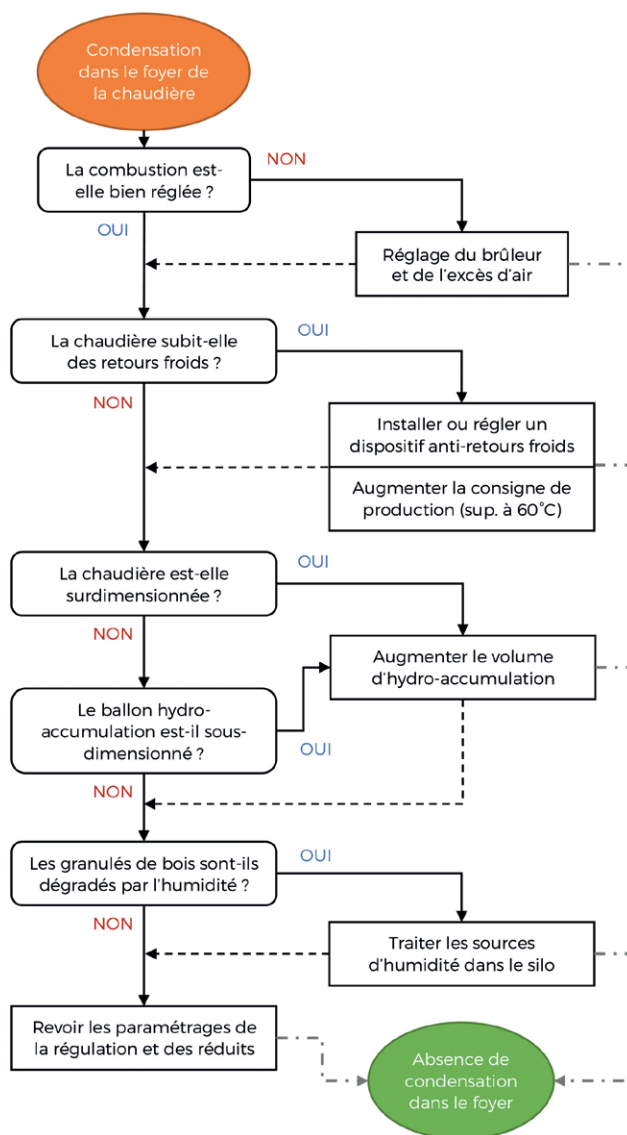 Condensation
dans le foyer de
la chaudière
La combustion est-
elle bien réglée ?
NON
OUI
Réglage du brûleur
et de l'excès d'air
La chaudière subit-elle
des retours froids ?
OUI
NON
Installer ou régler un
dispositif anti-retours froids
Augmenter la consigne de
production (sup. à 60°C)
La chaudière est-elle
surdimensionnée ?
OUI
NON
Augmenter le volume
d'hydro-accumulation
Le ballon hydro-
accumulation est-il sous-
dimensionné ?
OUI
NON
Les granulés de bois sont-ils
dégradés par l'humidité ?
OUI
NON
Traiter les sources
d'humidité dans le silo
Revoir les paramétrages de
la régulation et des réduits
Absence de
condensation
dans le foyer